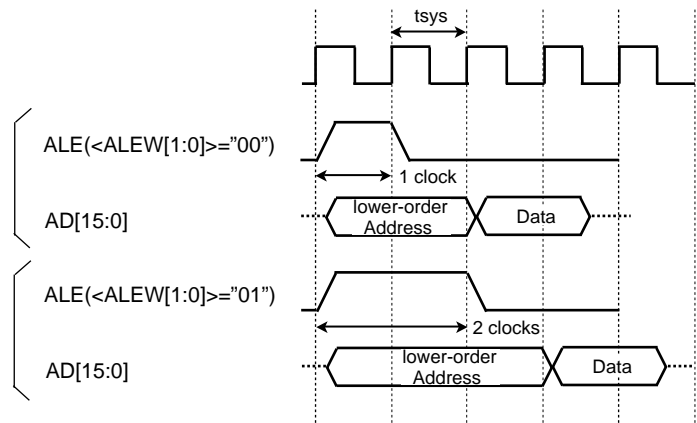 tsys
ALE(<ALEW[1:0]>=”00”)
1 clock
AD[15:0]
lower-order
Address
Data
ALE(<ALEW[1:0]>=”01”)
2 clocks
AD[15:0]
lower-order
Address
Data